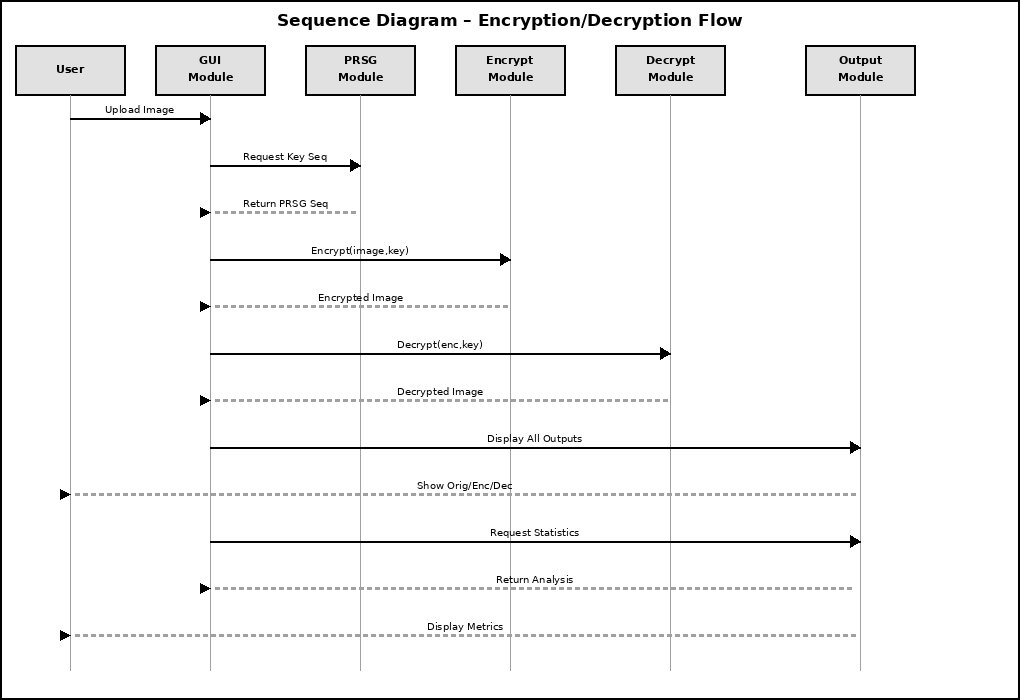 Sequence Diagram – Encryption/Decryption Flow
User
GUI
Module
PRSG
Module
Encrypt
Module
Decrypt
Module
Output
Module
Upload Image
Request Key Seq
Return PRSG Seq
Encrypt(image,key)
Encrypted Image
Decrypt(enc,key)
Decrypted Image
Display All Outputs
Show Orig/Enc/Dec
Request Statistics
Return Analysis
Display Metrics